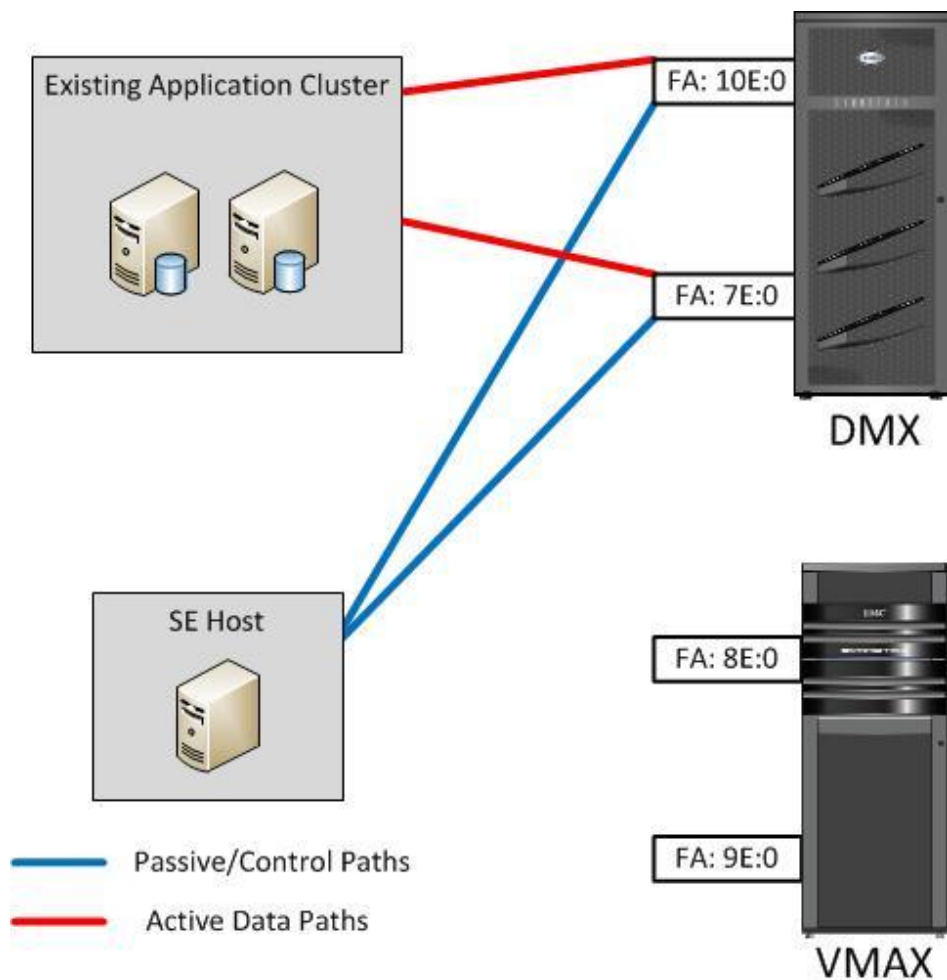 Existing Application Cluster
FA: 10E:0
FA: 7E:0
DMX
SE Host
EMC
FA: 8E:0
FA: 9E:0
Passive/Control Paths
Active Data Paths
VMAX